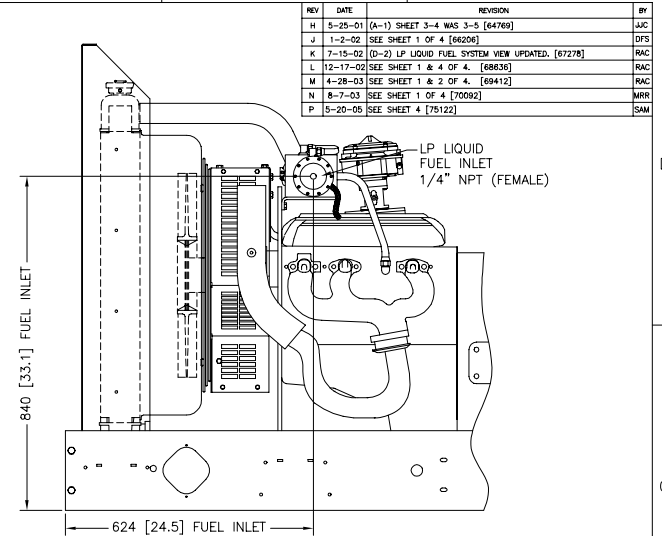 REV DATE REVISION BY
H 5-25-01 (A-1) SHEET 3-4 WAS 3-5 [64769] JJC
J 1-2-02 SEE SHEET 1 OF 4 [66206] DFS
K 7-15-02 (D-2) LP LIQUID FUEL SYSTEM VIEW UPDATED. [67278] RAC
L 12-17-02 SEE SHEET 1 & 4 OF 4. [68636] RAC
M 4-28-03 SEE SHEET 1 & 2 OF 4. [69412] RAC
N 8-7-03 SEE SHEET 1 OF 4 [70092] MRR
P 5-20-05 SEE SHEET 4 [75122] SAM
LP LIQUID
FUEL INLET
1/4" NPT (FEMALE)
840 [33.1] FUEL INLET
624 [24.5] FUEL INLET